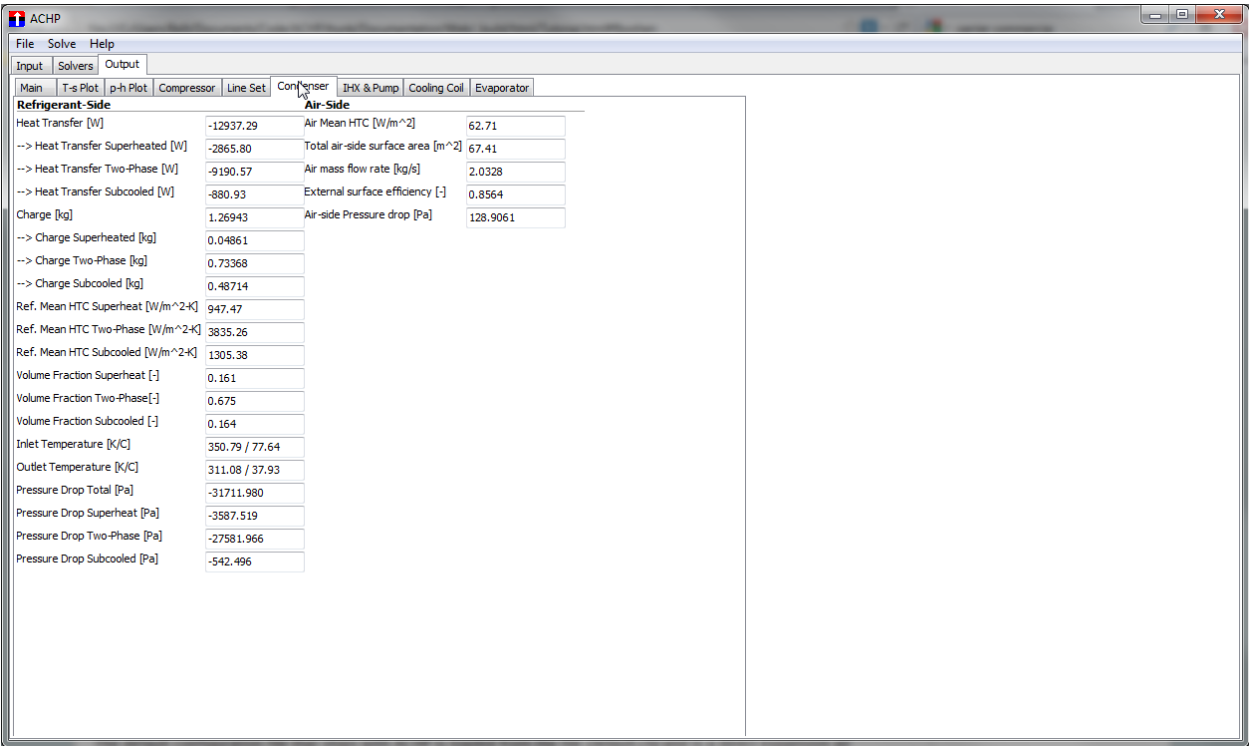 ACHP
File Solve Help
Input Solvers Output
Main T-s Plot p-h Plot Compressor Line Set Condenser IHX & Pump Cooling Coil Evaporator
Refrigerant-Side Air-Side
Heat Transfer [W] -12937.29 Air Mean HTC [W/m^2] 62.71
--> Heat Transfer Superheated [W] -2865.80 Total air-side surface area [m^2] 67.41
--> Heat Transfer Two-Phase [W] -9190.57 Air mass flow rate [kg/s] 2.0328
--> Heat Transfer Subcooled [W] -880.93 External surface efficiency [-] 0.8564
Charge [kg] 1.26943 Air-side Pressure drop [Pa] 128.9061
--> Charge Superheated [kg] 0.04861
--> Charge Two-Phase [kg] 0.73368
--> Charge Subcooled [kg] 0.48714
Ref. Mean HTC Superheat [W/m^2-K] 947.47
Ref. Mean HTC Two-Phase [W/m^2-K] 3835.26
Ref. Mean HTC Subcooled [W/m^2-K] 1305.38
Volume Fraction Superheat [-] 0.161
Volume Fraction Two-Phase[-] 0.675
Volume Fraction Subcooled [-] 0.164
Inlet Temperature [K/C] 350.79 / 77.64
Outlet Temperature [K/C] 311.08 / 37.93
Pressure Drop Total [Pa] -31711.980
Pressure Drop Superheat [Pa] -3587.519
Pressure Drop Two-Phase [Pa] -27581.966
Pressure Drop Subcooled [Pa] -542.496